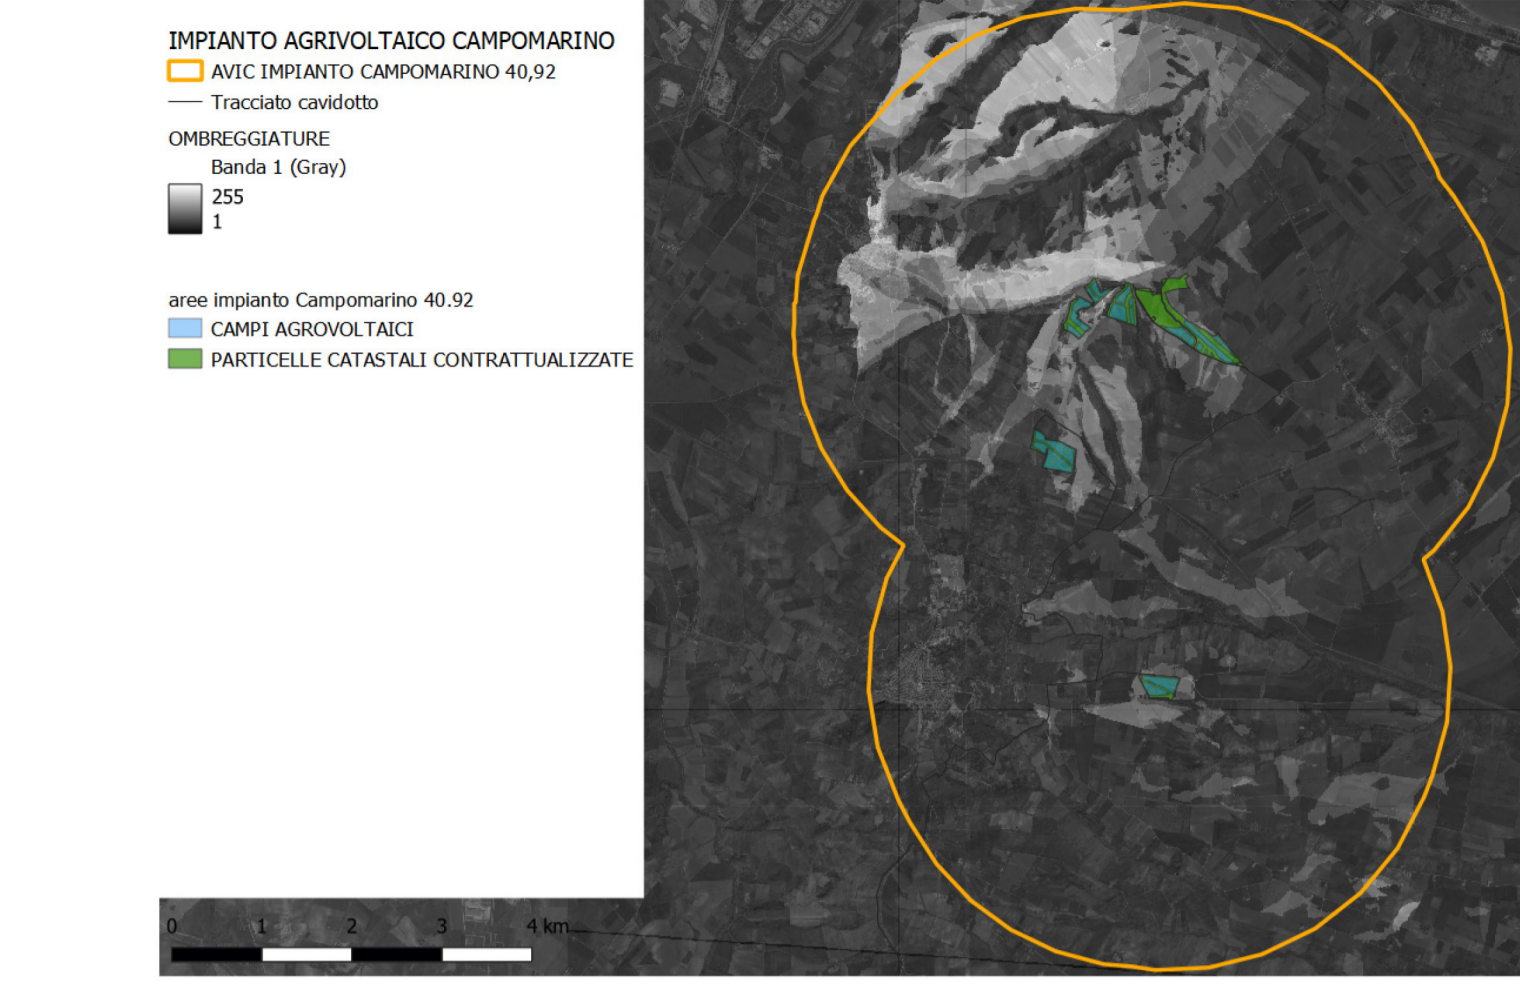 IMPIANTO AGRIVOLTAICO CAMPOMARINO
AVIC IMPIANTO CAMPOMARINO 40,92
Tracciato cavidotto
OMBREGGIATURE
Banda 1 (Gray)
255
1
aree impianto Campomarino 40.92
CAMPI AGROVOLTAICI
PARTICELLE CATASTALI CONTRATTUALIZZATE
0 1 2 3 4 km